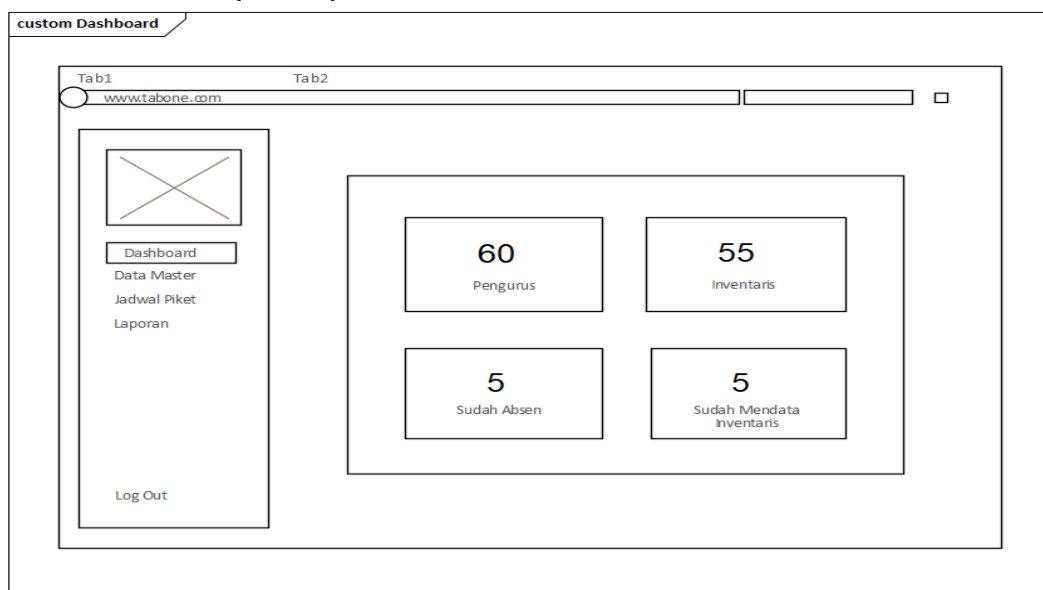 custom Dashboard
Tab1
Tab2
www.tabone.com
Dashboard
Data Master
Jadwal Piket
Laporan
Log Out
60
Pengurus
55
Inventaris
5
Sudah Absen
5
Sudah Mendata
Inventaris